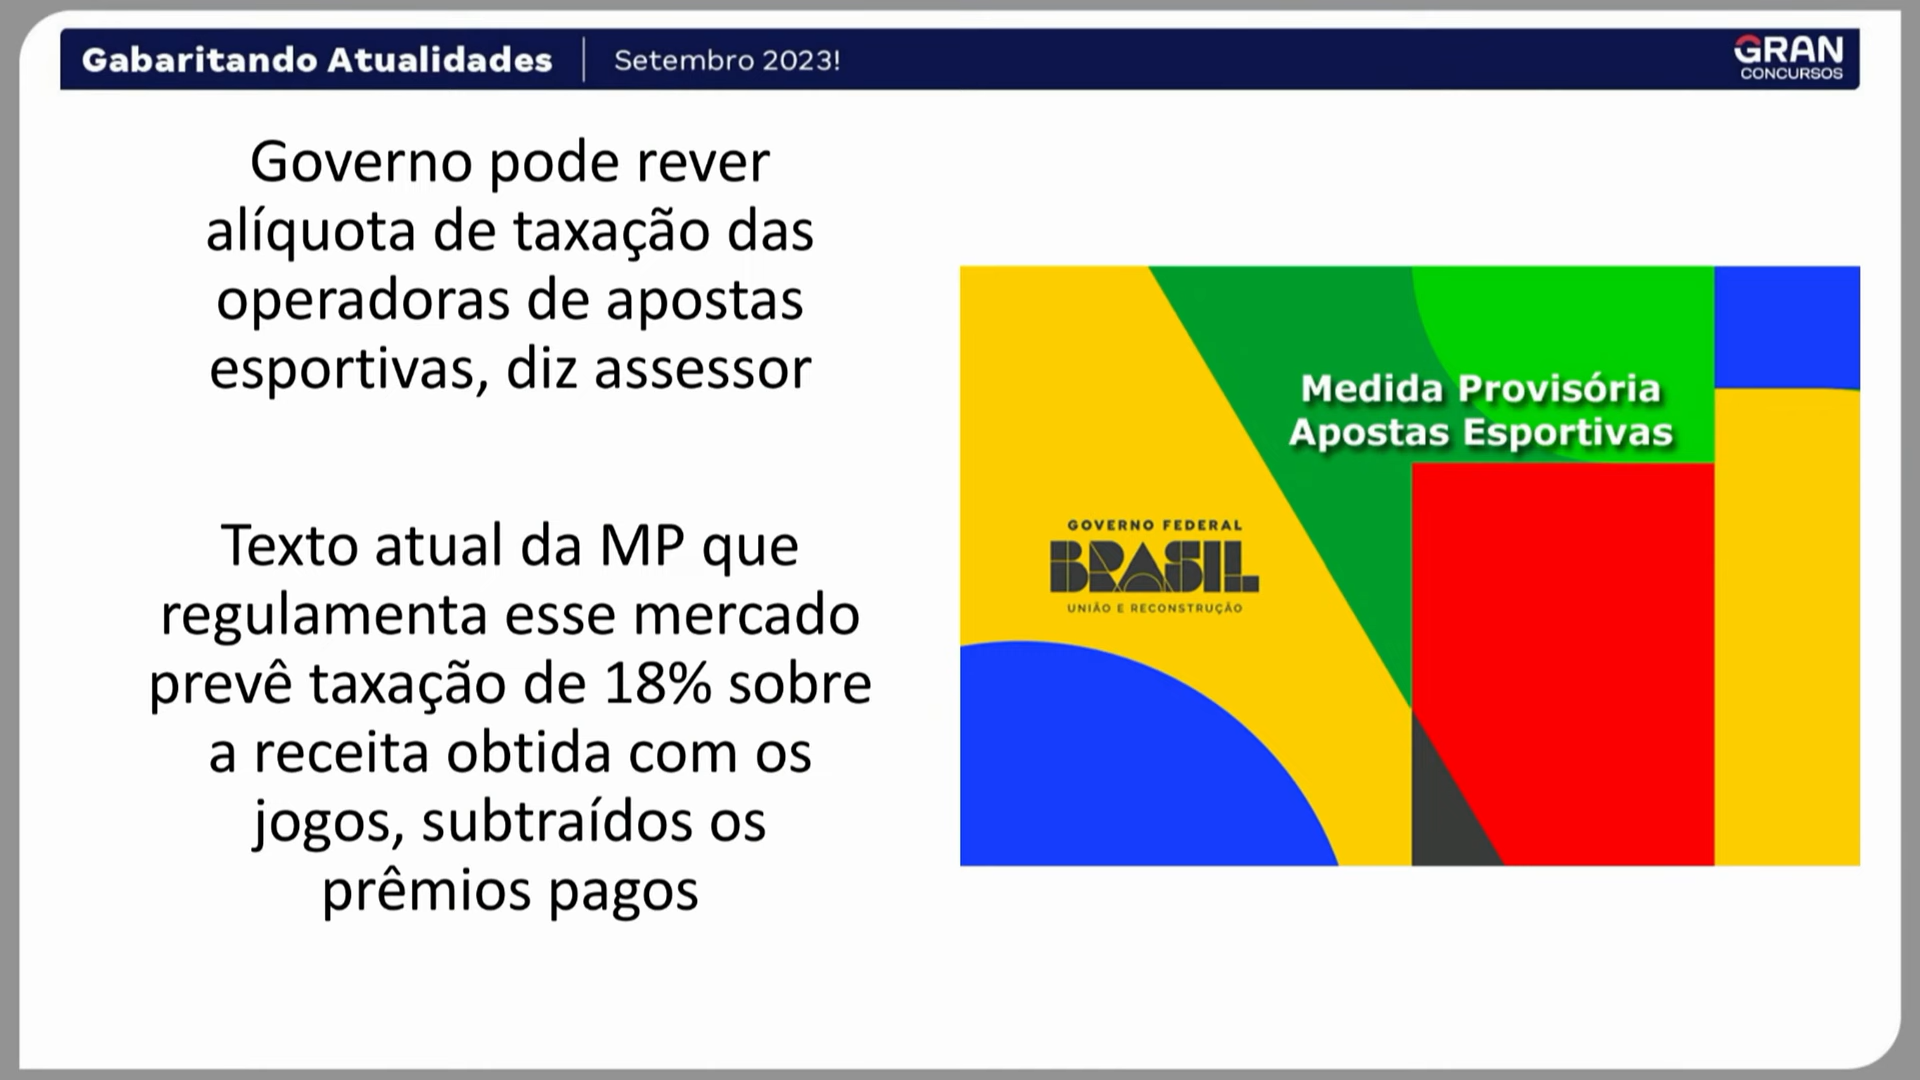 Gabaritando Atualidades
Setembro 2023!
GRAN
CONCURSOS
Governo pode rever
alíquota de taxação das
operadoras de apostas
esportivas, diz assessor
Texto atual da MP que
regulamenta esse mercado
prevê taxação de 18% sobre
a receita obtida com os
jogos, subtraídos os
prêmios pagos
Medida Provisória
Apostas Esportivas
GOVERNO FEDERAL
BRASIL
UNIÃO E RECONSTRUÇÃO